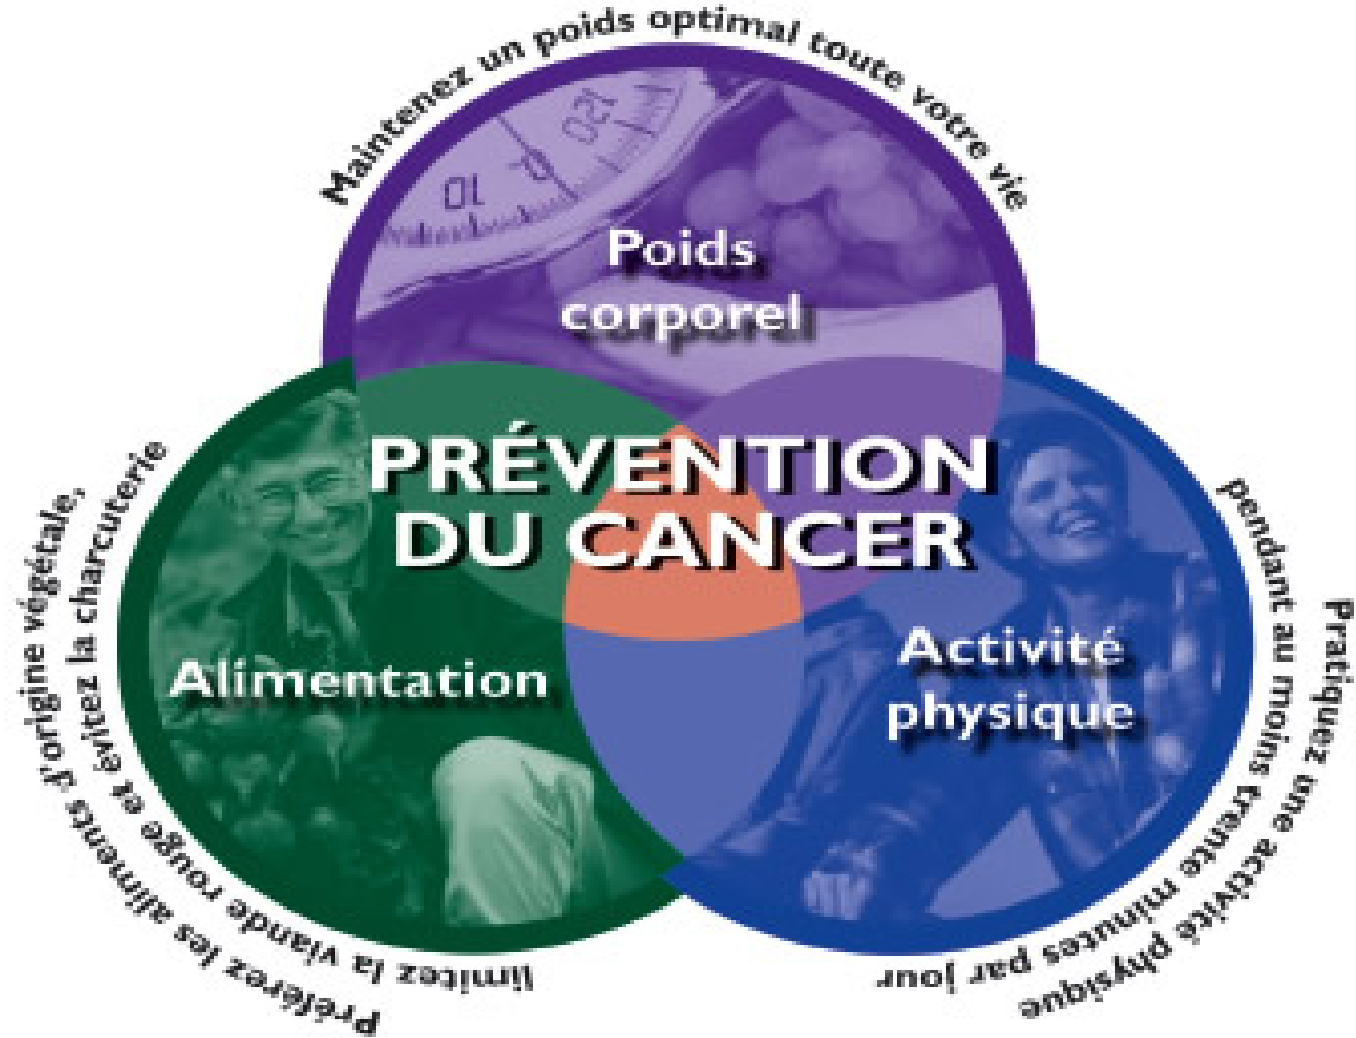 Maintenez un poids optimal toute votre vie
10
120
Poids
corporel
PRÉVENTION
DU CANCER
Alimentation
Activité
physique
Préférez les aliments d'origine végétale,
limitez la viande rouge et évitez la charcuterie
Pratiquez une activité physique
pendant au moins trente minutes par jour